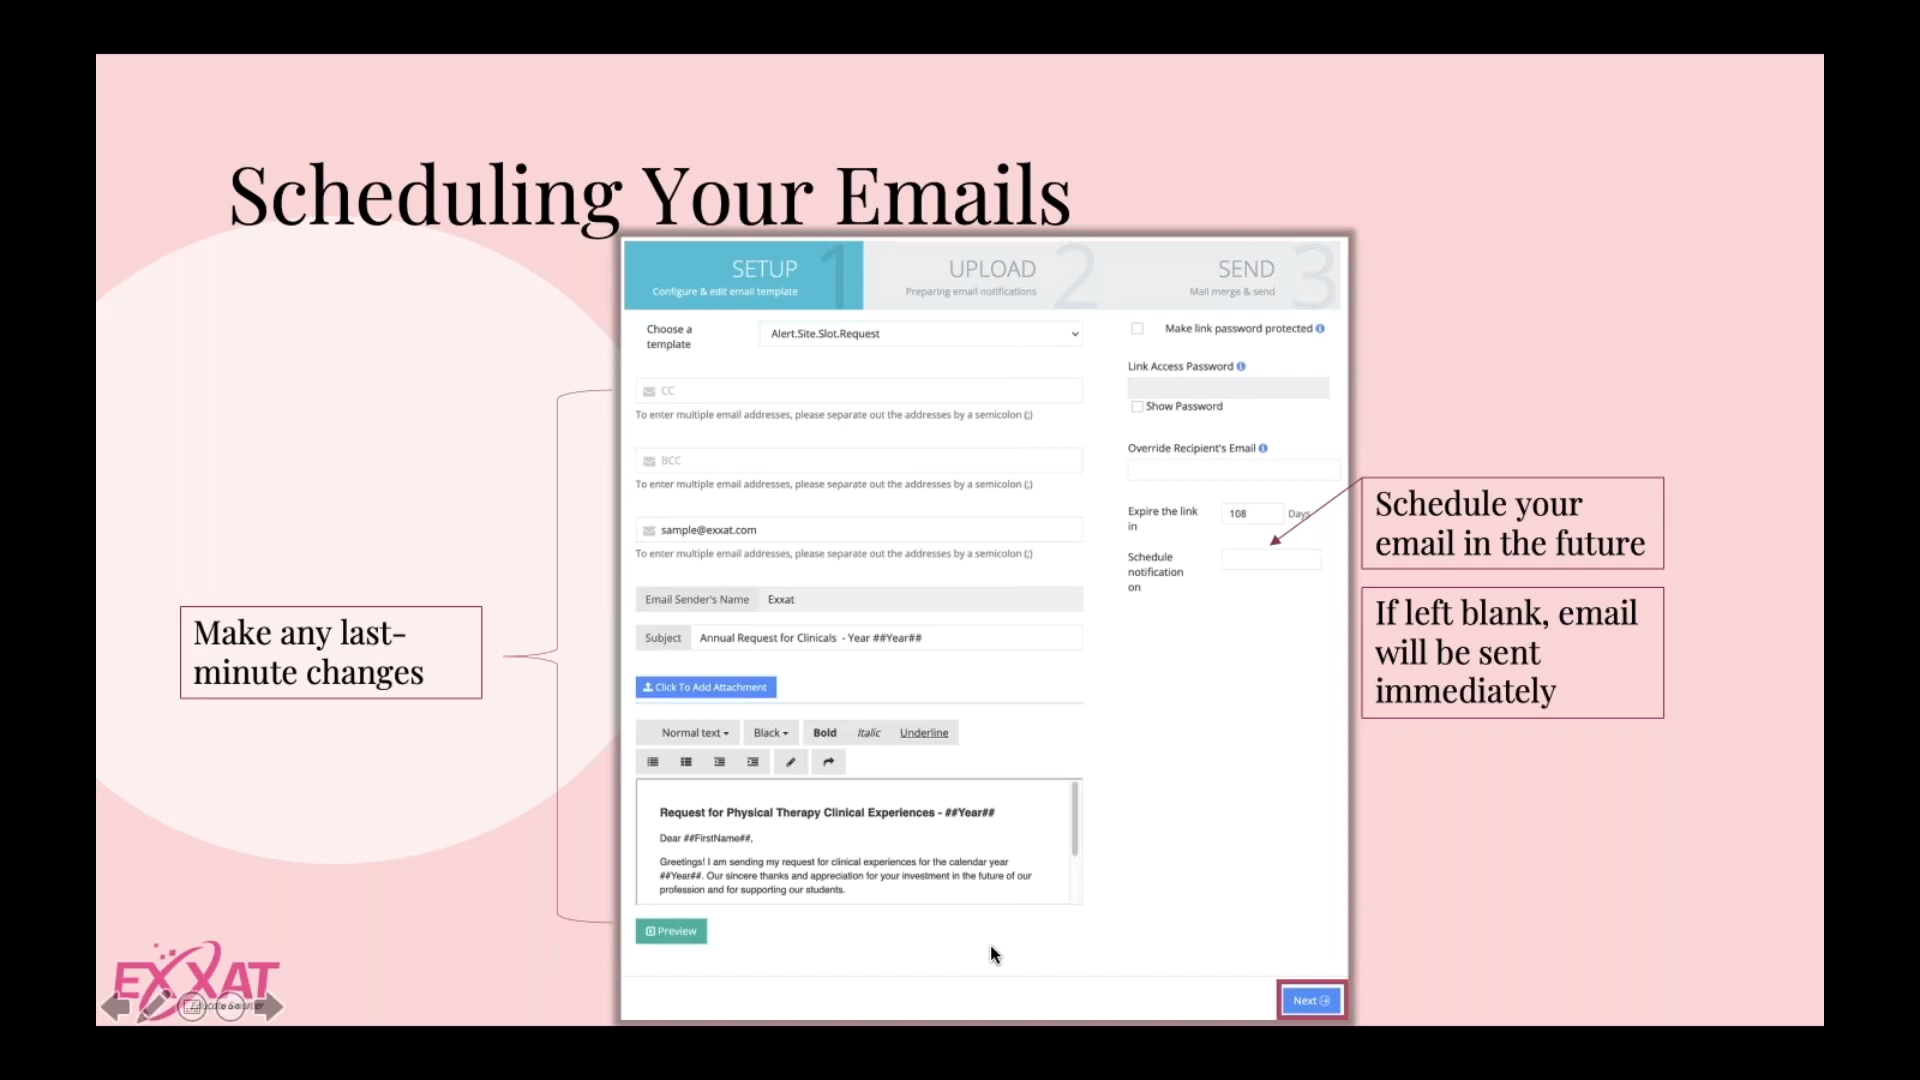 Scheduling Your Emails
SETUP
Configure & edit email template
1
UPLOAD
Preparing email notifications
2
SEND
Mail merge & send
3
Choose a
template
Alert.Site.Slot.Request
CC
To enter multiple email addresses, please separate out the addresses by a semicolon (;)
BCC
To enter multiple email addresses, please separate out the addresses by a semicolon (;)
sample@exxat.com
To enter multiple email addresses, please separate out the addresses by a semicolon (;)
Email Sender's Name Exxat
Subject Annual Request for Clinicals - Year ##Year##
Click To Add Attachment
Normal text Black Bold Italic Underline
Request for Physical Therapy Clinical Experiences - ##Year##
Dear ##FirstName##,
Greetings! I am sending my request for clinical experiences for the calendar year
##Year##. Our sincere thanks and appreciation for your investment in the future of our
profession and for supporting our students.
Preview
Make link password protected
Link Access Password
Show Password
Override Recipient's Email
Expire the link
in
108 Days
Schedule
notification
on
Next
Make any last-
minute changes
Schedule your
email in the future
If left blank, email
will be sent
immediately
EXXAT